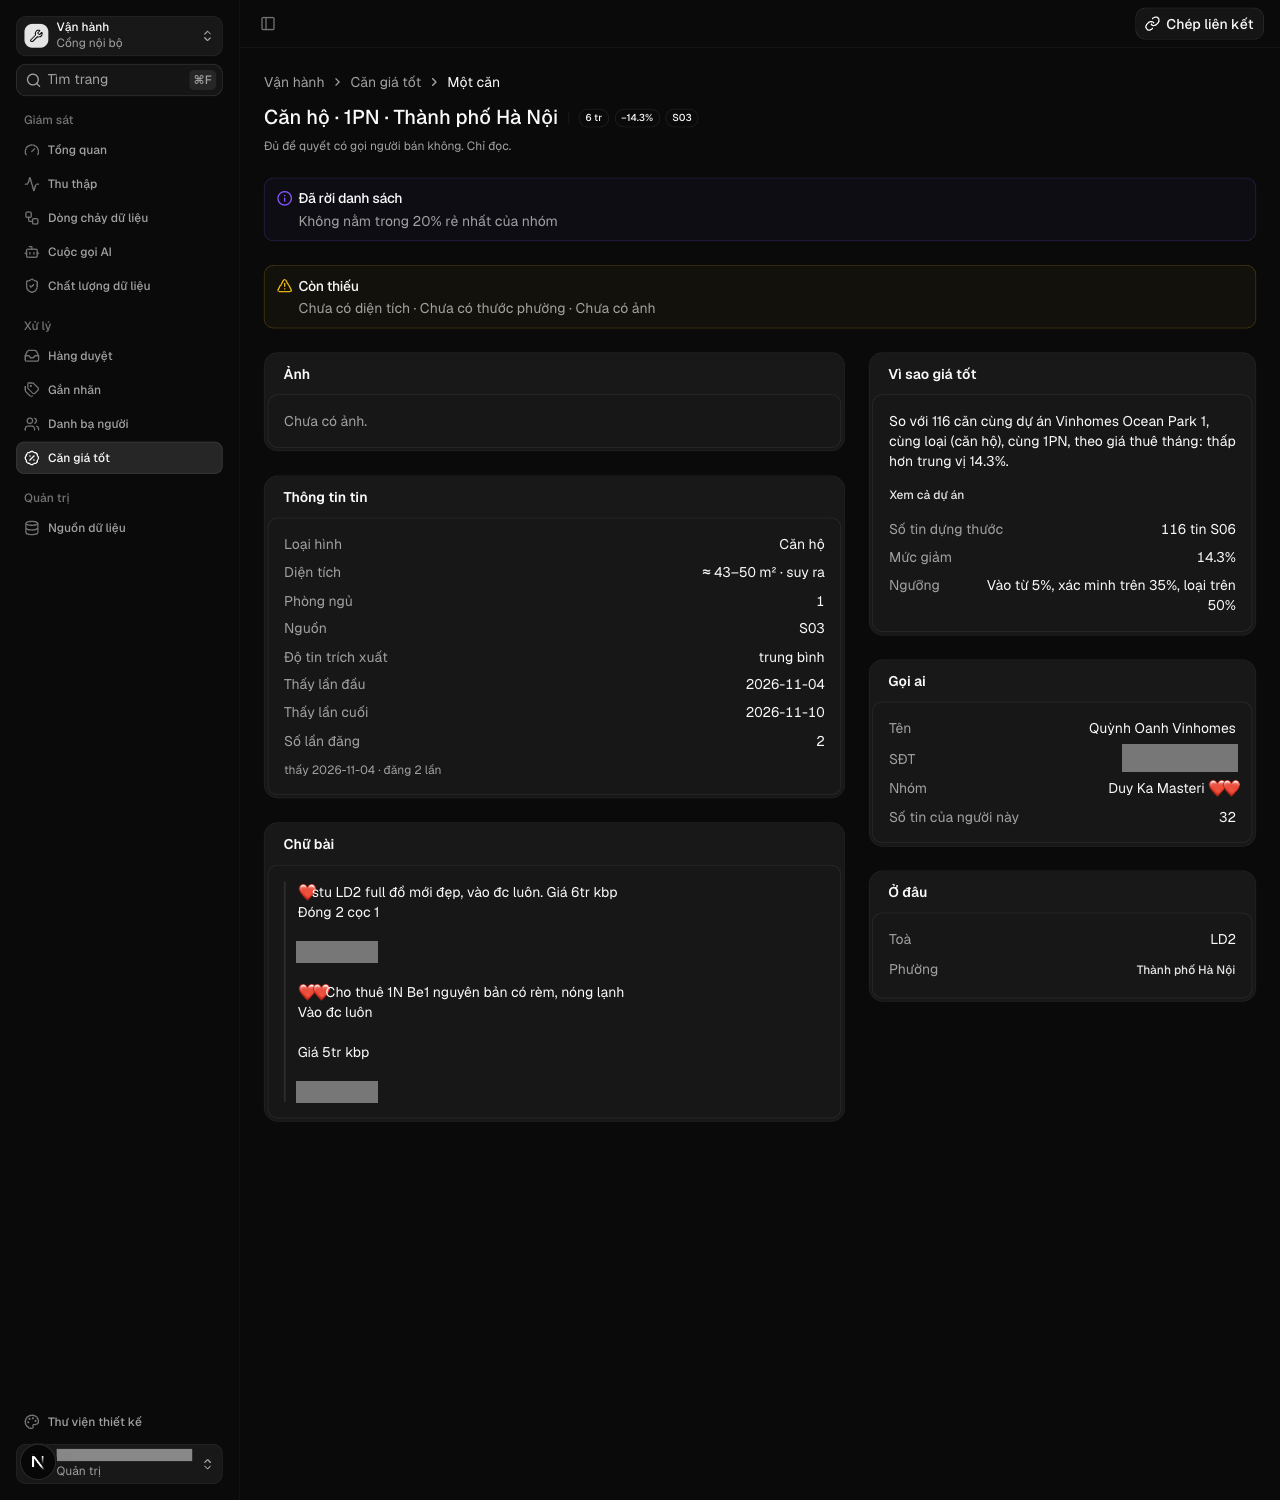 Vận hành
Cổng nội bộ
Tìm trang
⌘F
Giám sát
Tổng quan
Thu thập
Dòng chảy dữ liệu
Cuộc gọi AI
Chất lượng dữ liệu
Xử lý
Hàng duyệt
Gắn nhãn
Danh bạ người
Căn giá tốt
Quản trị
Nguồn dữ liệu
Thư viện thiết kế
N
Quản trị
Chép liên kết
Vận hành > Căn giá tốt > Một căn
Căn hộ · 1PN · Thành phố Hà Nội
6 tr
−14.3%
S03
Đủ để quyết có gọi người bán không. Chỉ đọc.
Đã rời danh sách
Không nằm trong 20% rẻ nhất của nhóm
Còn thiếu
Chưa có diện tích · Chưa có thước phường · Chưa có ảnh
Ảnh
Chưa có ảnh.
Thông tin tin
Loại hình Căn hộ
Diện tích ≈ 43–50 m² · suy ra
Phòng ngủ 1
Nguồn S03
Độ tin trích xuất trung bình
Thấy lần đầu 2026-11-04
Thấy lần cuối 2026-11-10
Số lần đăng 2
thấy 2026-11-04 · đăng 2 lần
Chữ bài
❤️stu LD2 full đồ mới đẹp, vào đc luôn. Giá 6tr kbp
Đóng 2 cọc 1
❤️❤️Cho thuê 1N Be1 nguyên bản có rèm, nóng lạnh
Vào đc luôn
Giá 5tr kbp
Vì sao giá tốt
So với 116 căn cùng dự án Vinhomes Ocean Park 1,
cùng loại (căn hộ), cùng 1PN, theo giá thuê tháng: thấp
hơn trung vị 14.3%.
Xem cả dự án
Số tin dựng thước 116 tin S06
Mức giảm 14.3%
Ngưỡng Vào từ 5%, xác minh trên 35%, loại trên
50%
Gọi ai
Tên Quỳnh Oanh Vinhomes
SĐT
Nhóm Duy Ka Masteri ❤️❤️
Số tin của người này 32
Ở đâu
Toà LD2
Phường Thành phố Hà Nội